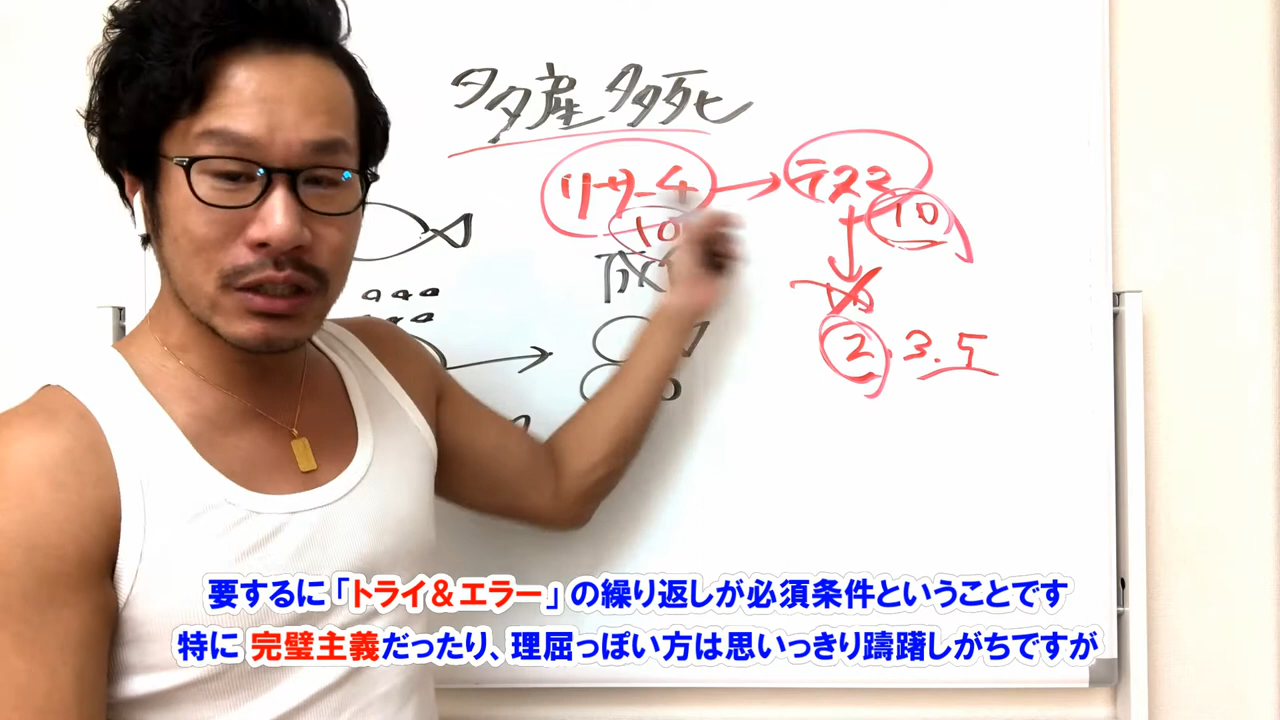 多産多死
リサーチ → テスマ
10
10
成
2.3.5
要するに「トライ＆エラー」の繰り返しが必須条件ということです
特に 完璧主義だったり、理屈っぽい方は思いっきり躊躇しがちですが